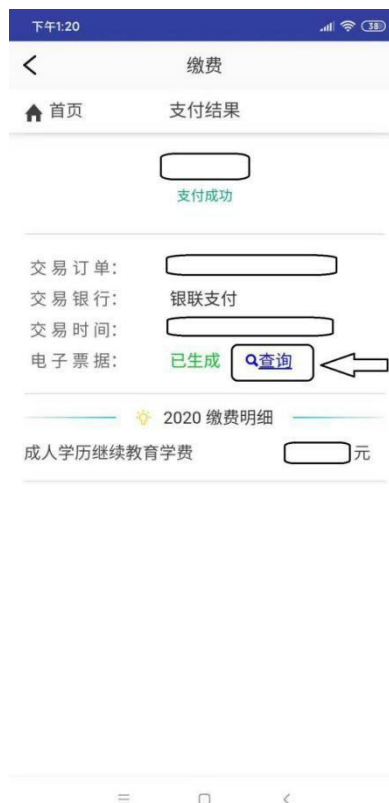 下午1:20 38
缴费
首页 支付结果
支付成功
交易订单：
交易银行： 银联支付
交易时间：
电子票据： 已生成 查询
2020 缴费明细
成人学历继续教育学费 元